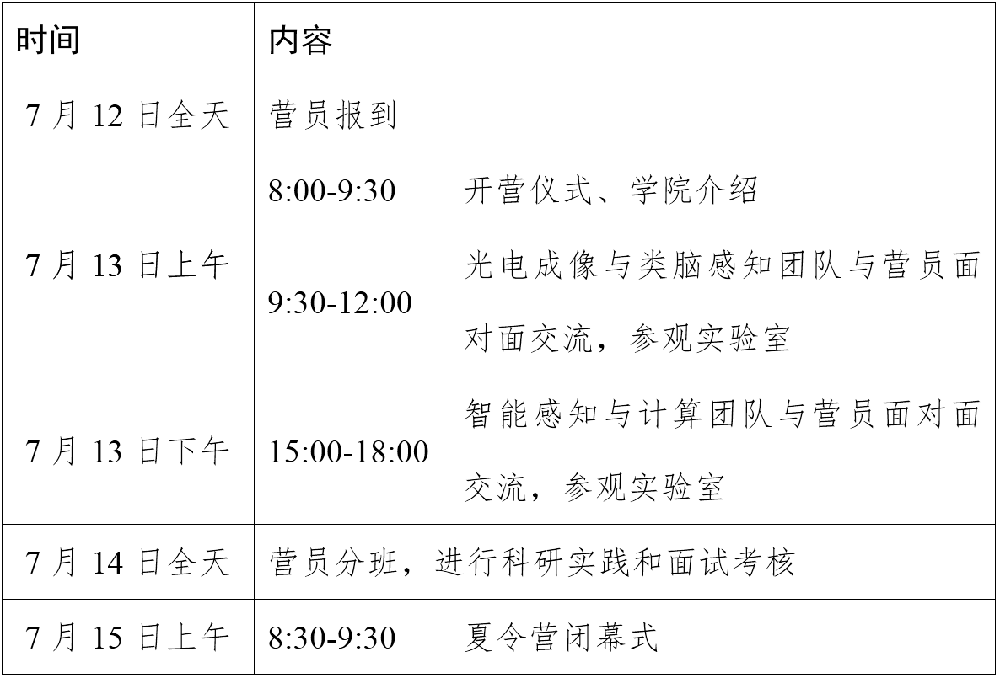 时间 内容
7 月 12 日全天 营员报到
7 月 13 日上午 8:00-9:30 开营仪式、学院介绍
9:30-12:00 光电成像与类脑感知团队与营员面
对面交流，参观实验室
7 月 13 日下午 15:00-18:00 智能感知与计算团队与营员面对面
交流，参观实验室
7 月 14 日全天 营员分班，进行科研实践和面试考核
7 月 15 日上午 8:30-9:30 夏令营闭幕式